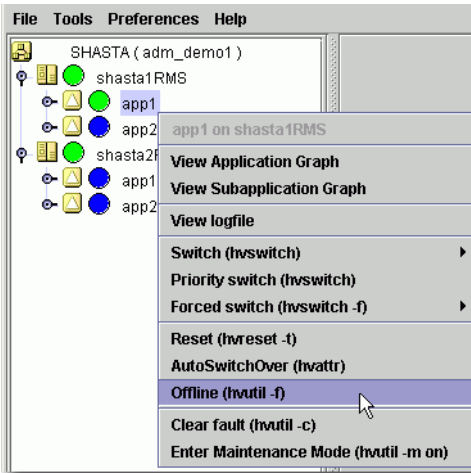 File Tools Preferences Help
SHASTA ( adm_demo1 )
shasta1RMS
app1
app2
shasta2
app1
app2
app1 on shasta1RMS
View Application Graph
View Subapplication Graph
View logfile
Switch (hvswitch)
Priority switch (hvswitch)
Forced switch (hvswitch -f)
Reset (hvreset -t)
AutoSwitchOver (hvattr)
Offline (hvutil -f)
Clear fault (hvutil -c)
Enter Maintenance Mode (hvutil -m on)